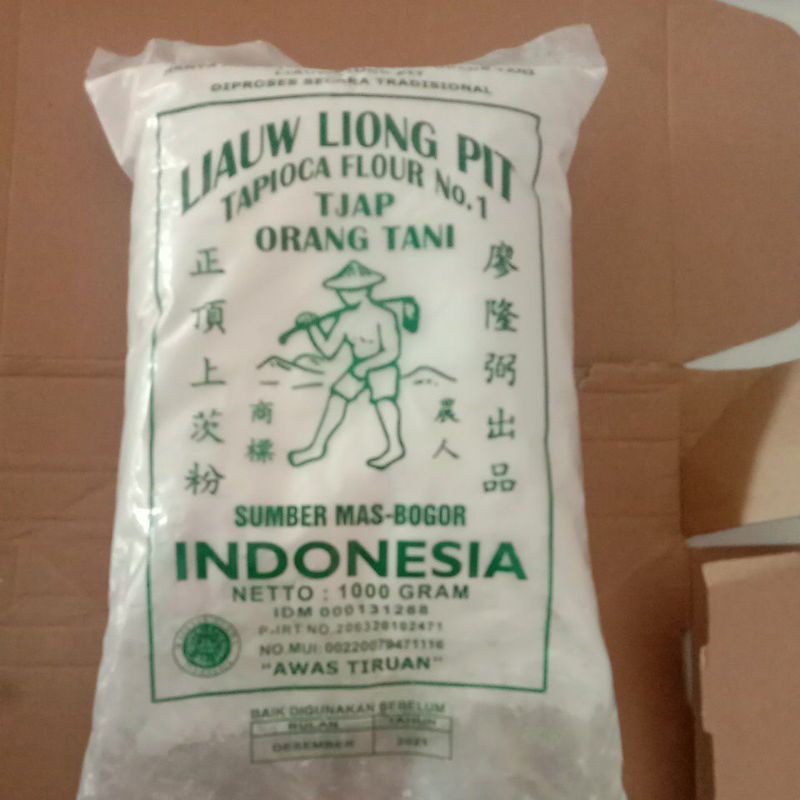 TANI
DIPROSES SECARA TRADISIONAL
LIAUW LIONG PIT
TAPIOCA FLOUR No.1
TJAP
ORANG TANI
廖隆弼出品
正頂上茨粉
農人
商標
SUMBER MAS-BOGOR
INDONESIA
NETTO : 1000 GRAM
IDM 000131288
P-IRT NO. 206320102471
NO.MUI: 00220079471116
"AWAS TIRUAN"
BAIK DIGUNAKAN SEBELUM
BULAN TAHUN
DESEMBER 2021